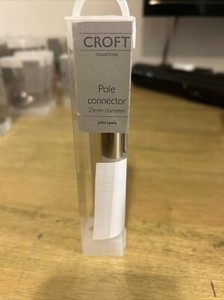 CROFT
COLLECTION
Pole
connector
25mm diameter
John Lewis